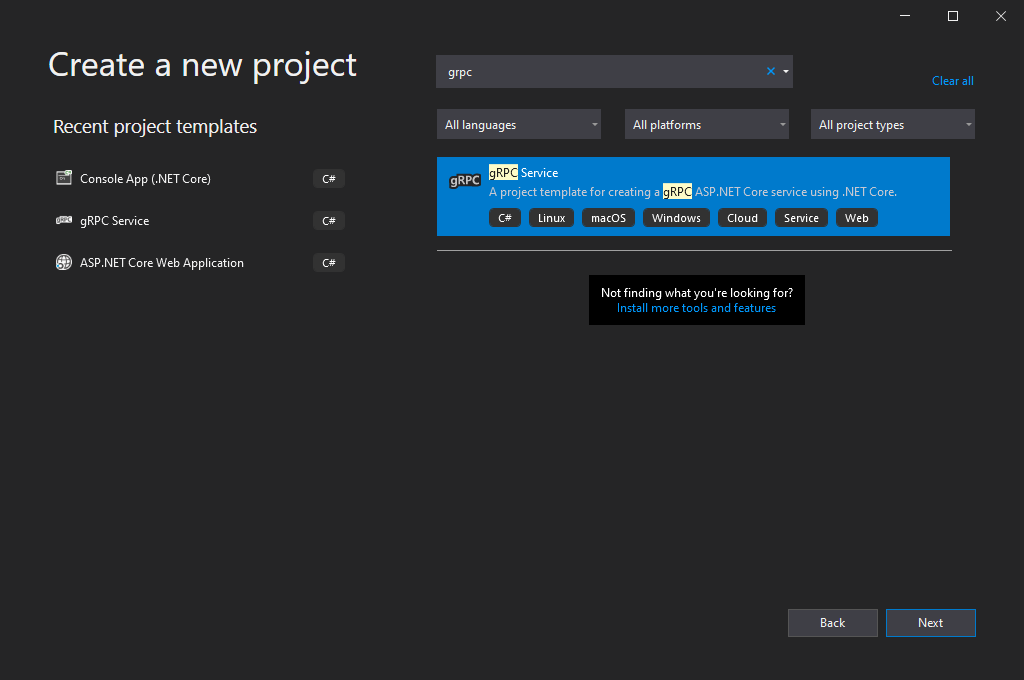 Create a new project
Recent project templates
Console App (.NET Core)
C#
gRPC Service
C#
ASP.NET Core Web Application
C#
grpc
Clear all
All languages
All platforms
All project types
gRPC
gRPC Service
A project template for creating a gRPC ASP.NET Core service using .NET Core.
C# Linux macOS Windows Cloud Service Web
Not finding what you're looking for?
Install more tools and features
Back
Next